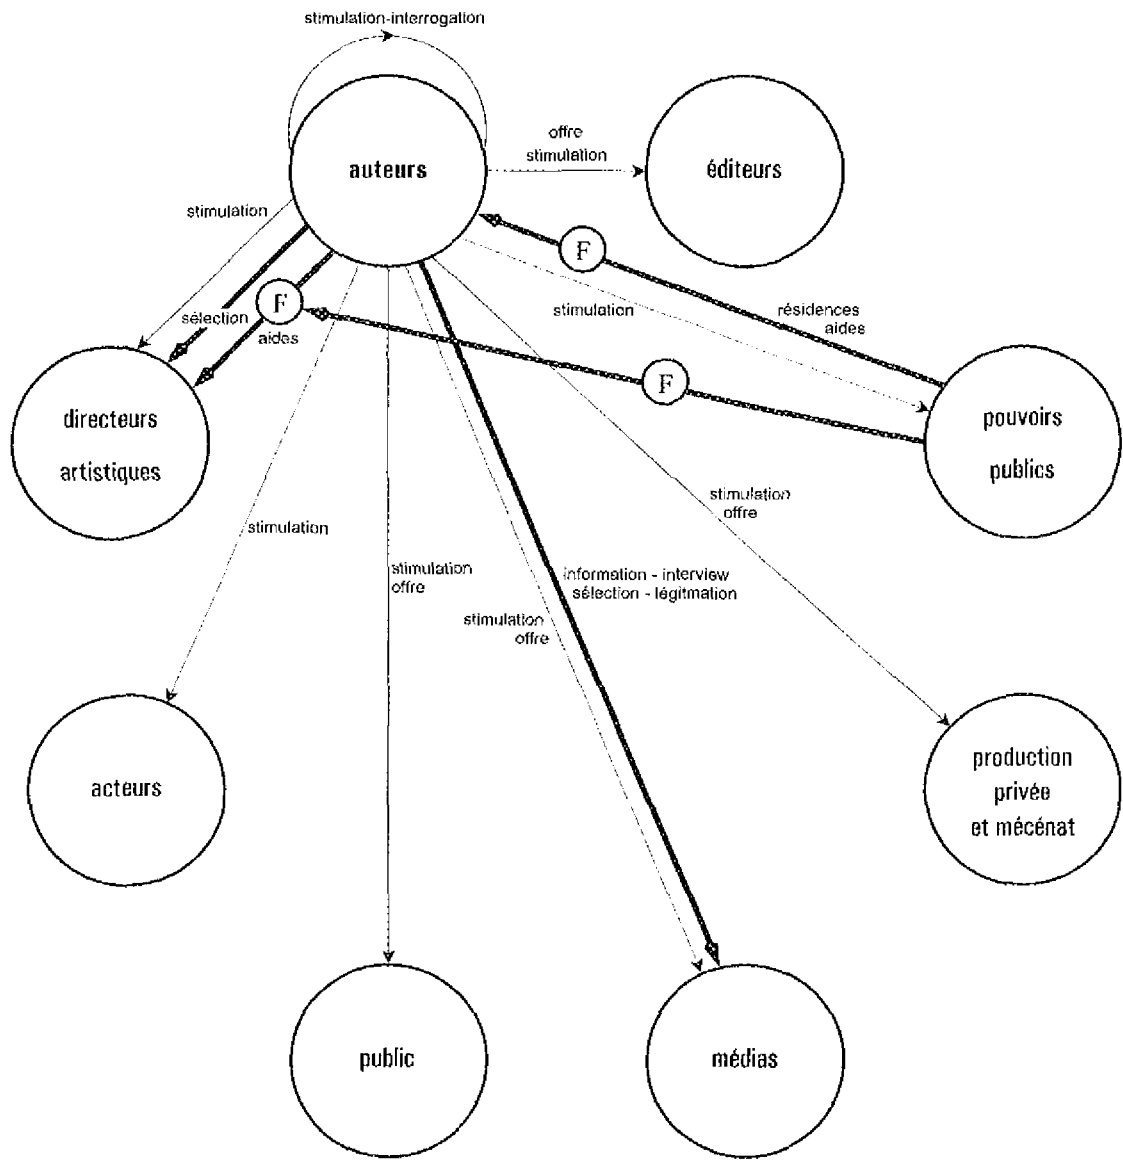 stimulation-interrogation
auteurs
offre
stimulation
éditeurs
stimulation
F
stimulation
résidences
aides
sélection
F
aides
F
directeurs
artistiques
pouvoirs
publics
stimulation
offre
stimulation
stimulation
offre
information - interview
sélection - légitmation
stimulation
offre
acteurs
production
privée
et mécénat
public
médias